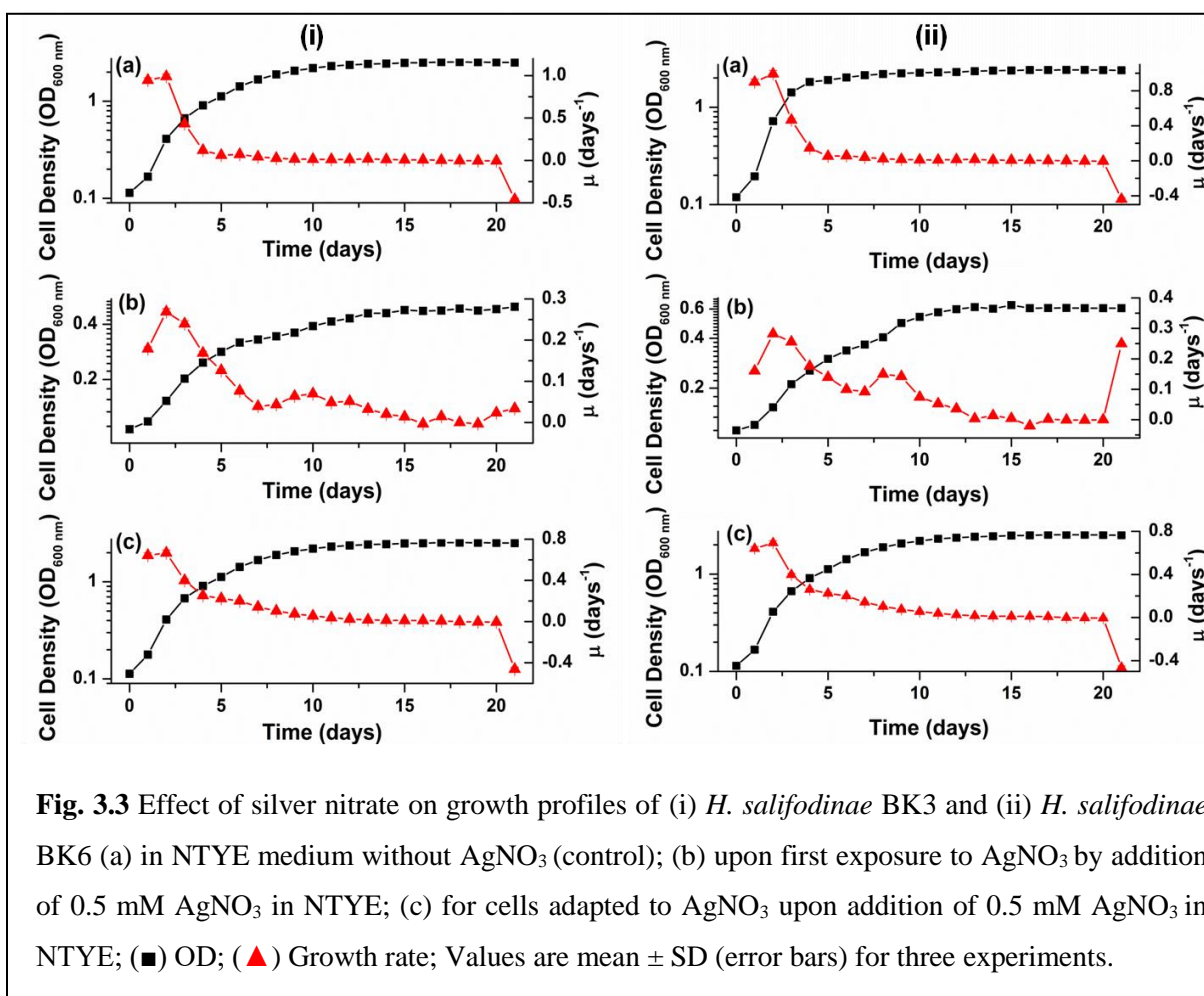 (i)
(a)
Cell Density (OD600 nm)
1
0.1
1.0
0.5
0.0
-0.5
μ (days-1)
0 5 10 15 20
Time (days)
(b)
Cell Density (OD600 nm)
0.4
0.2
0.3
0.2
0.1
0.0
μ (days-1)
0 5 10 15 20
Time (days)
(c)
Cell Density (OD600 nm)
1
0.1
0.8
0.4
0.0
-0.4
μ (days-1)
0 5 10 15 20
Time (days)
(ii)
(a)
Cell Density (OD600 nm)
1
0.1
0.8
0.4
0.0
-0.4
μ (days-1)
0 5 10 15 20
Time (days)
(b)
Cell Density (OD600 nm)
0.6
0.4
0.2
0.4
0.3
0.2
0.1
0.0
μ (days-1)
0 5 10 15 20
Time (days)
(c)
Cell Density (OD600 nm)
1
0.1
0.8
0.4
0.0
-0.4
μ (days-1)
0 5 10 15 20
Time (days)
Fig. 3.3 Effect of silver nitrate on growth profiles of (i) H. salifodinae BK3 and (ii) H. salifodinae
BK6 (a) in NTYE medium without AgNO3 (control); (b) upon first exposure to AgNO3 by addition
of 0.5 mM AgNO3 in NTYE; (c) for cells adapted to AgNO3 upon addition of 0.5 mM AgNO3 in
NTYE; (■) OD; (▲) Growth rate; Values are mean ± SD (error bars) for three experiments.